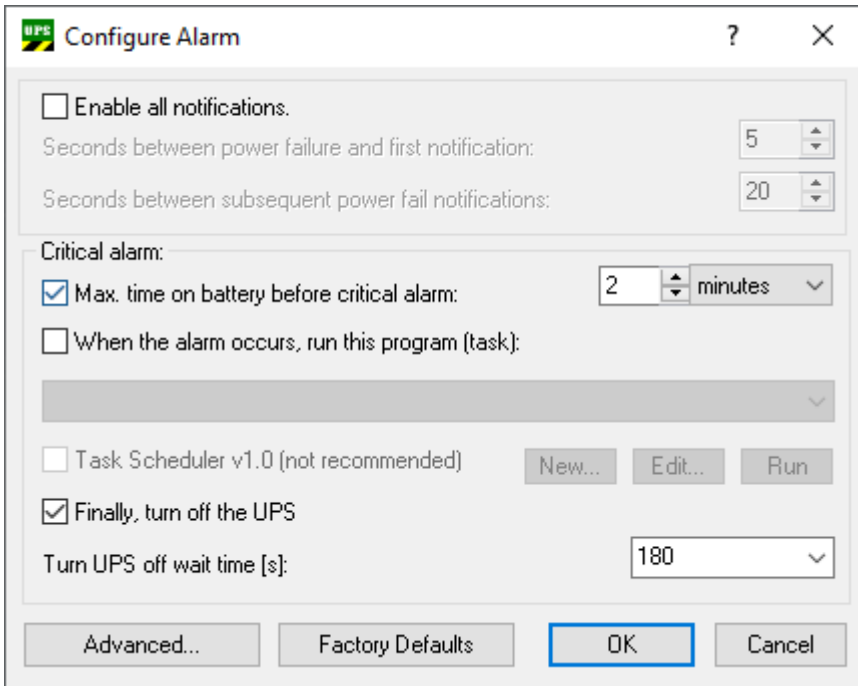 UPS Configure Alarm ?
Enable all notifications.
Seconds between power failure and first notification: 5
Seconds between subsequent power fail notifications: 20
Critical alarm:
Max. time on battery before critical alarm: 2 minutes
When the alarm occurs, run this program (task):
Task Scheduler v1.0 (not recommended) New... Edit... Run
Finally, turn off the UPS
Turn UPS off wait time [s]: 180
Advanced... Factory Defaults OK Cancel